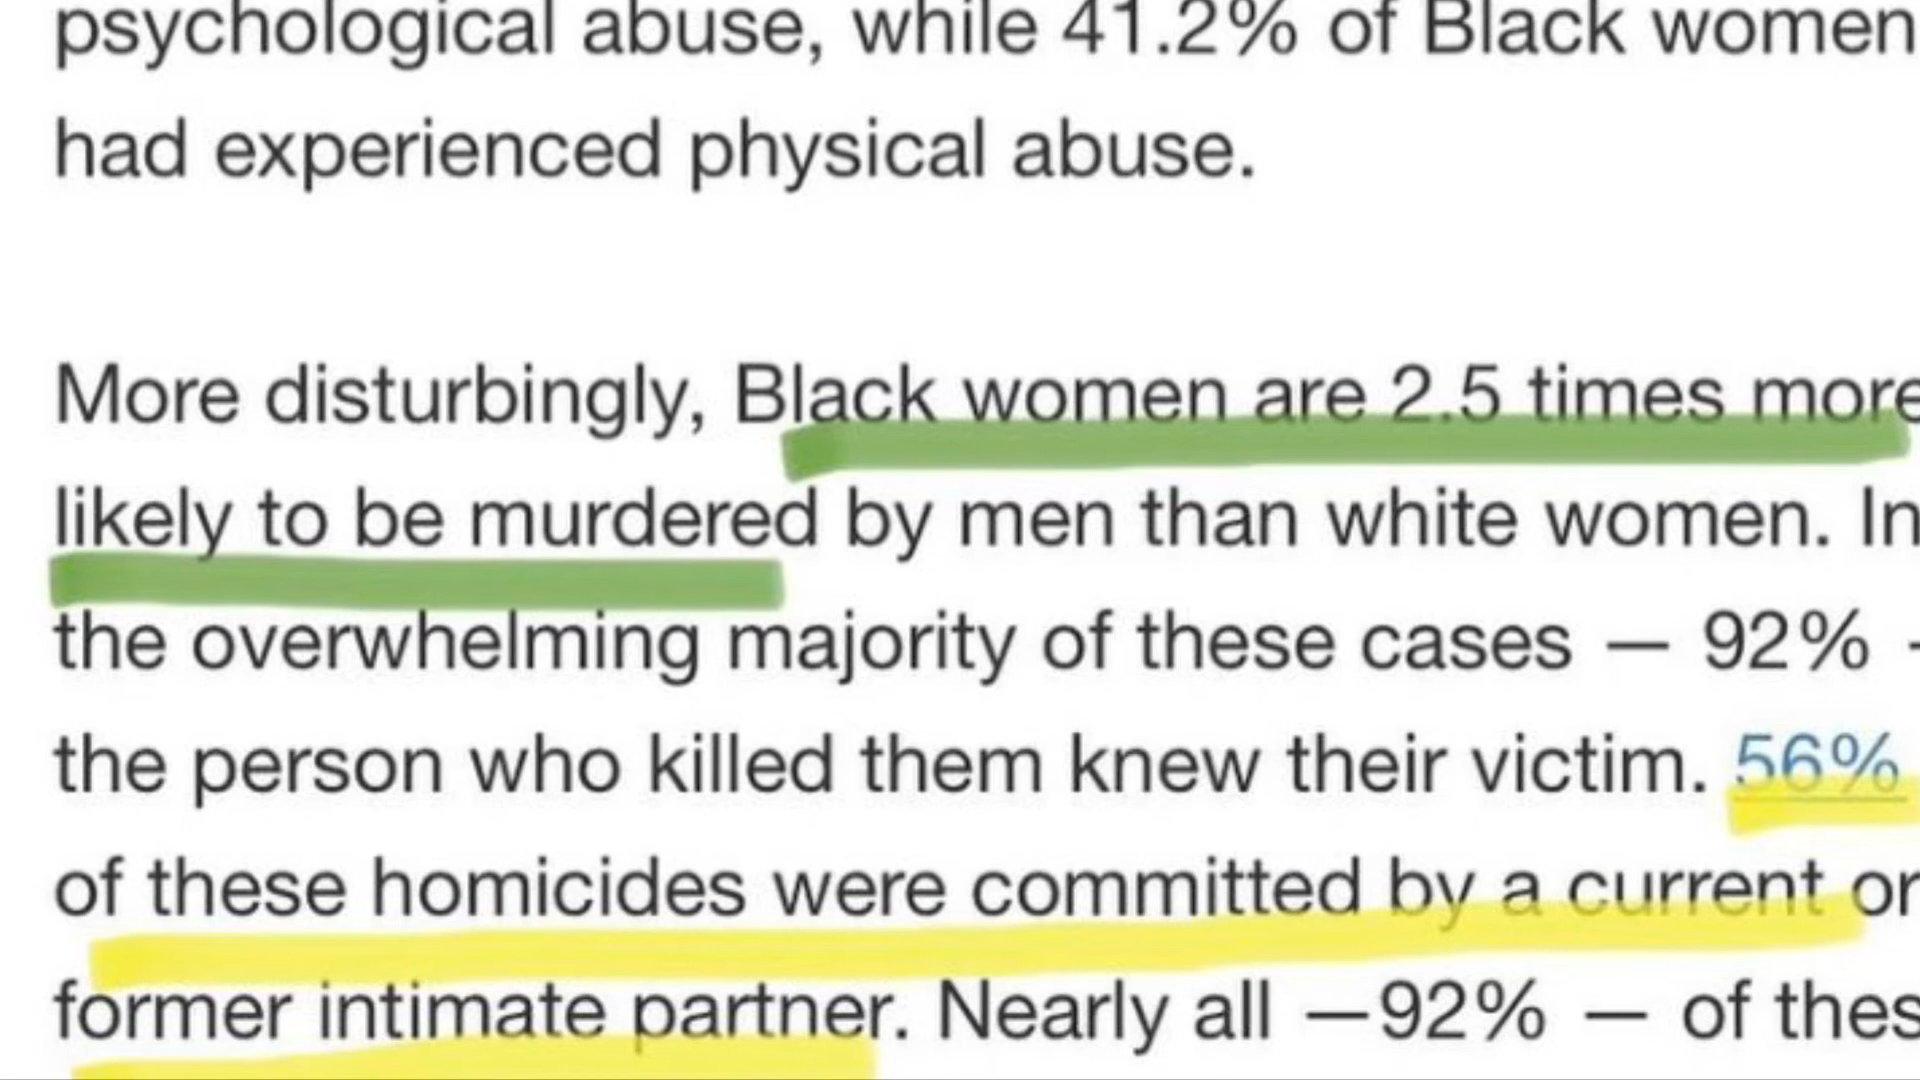 psychological abuse, while 41.2% of Black women
had experienced physical abuse.
More disturbingly, Black women are 2.5 times more
likely to be murdered by men than white women. In
the overwhelming majority of these cases — 92% -
the person who killed them knew their victim. 56%
of these homicides were committed by a current or
former intimate partner. Nearly all —92% — of thes